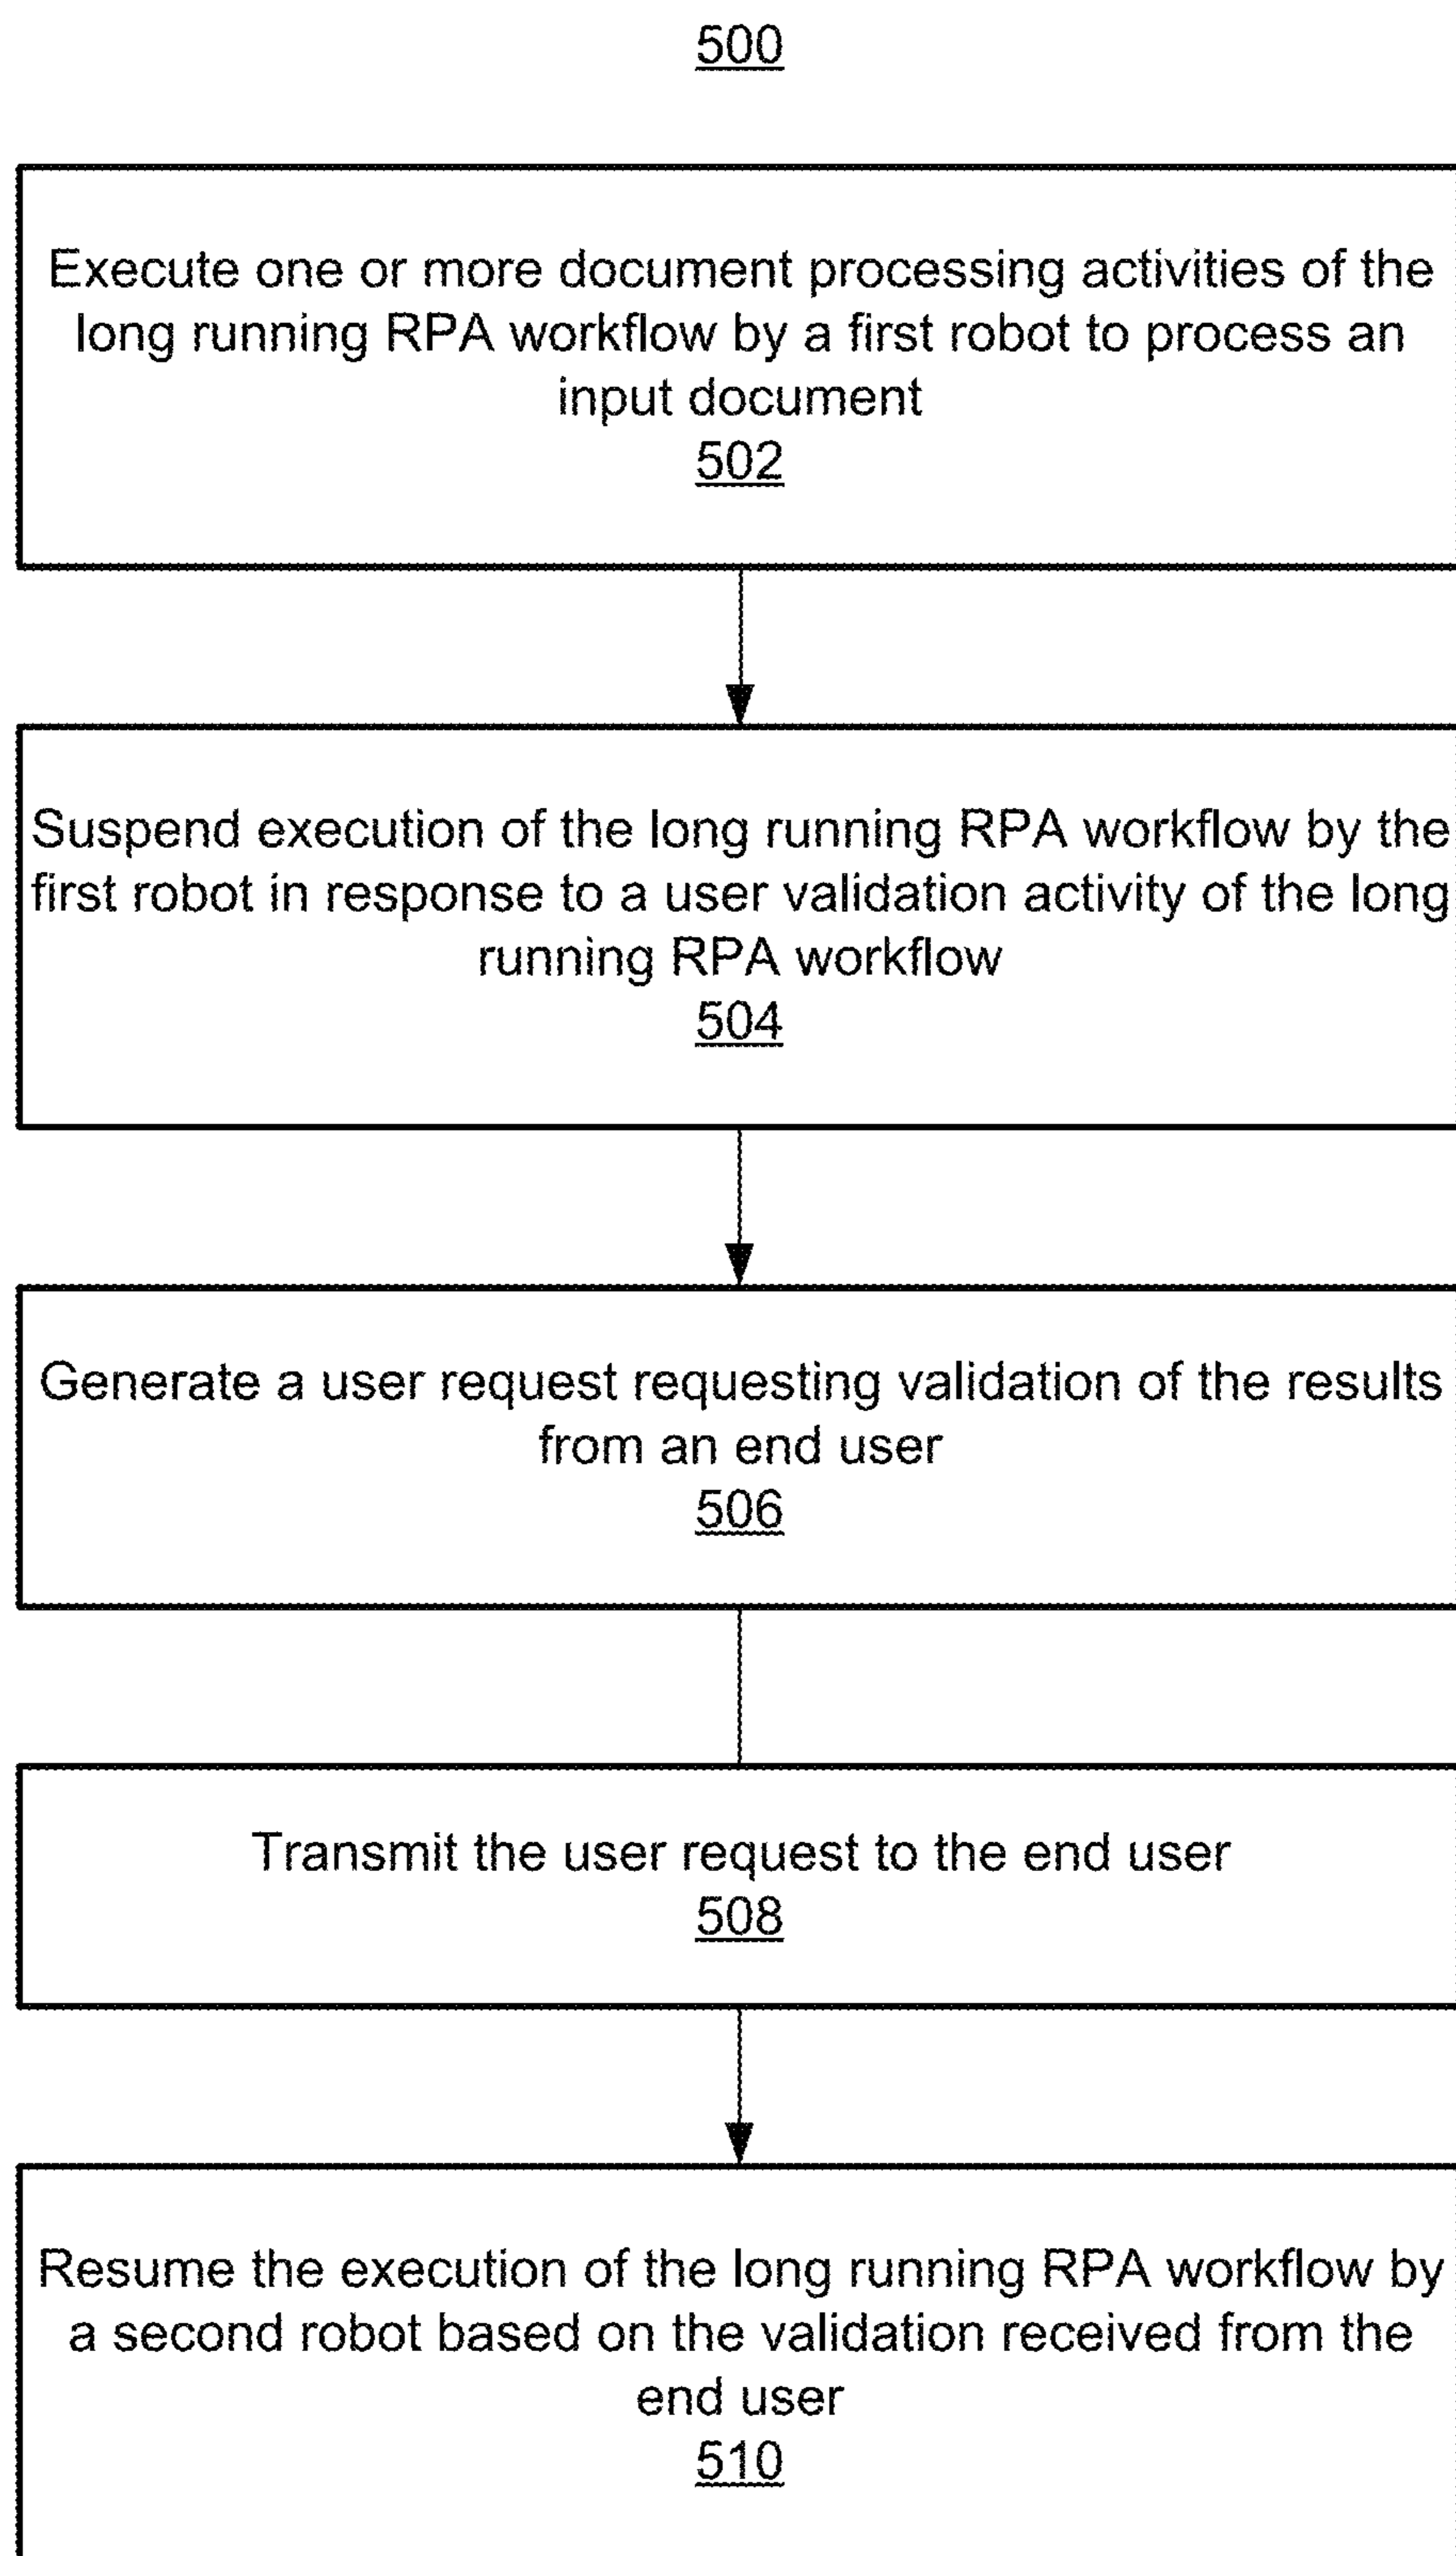 500
Execute one or more document processing activities of the
long running RPA workflow by a first robot to process an
input document
502
Suspend execution of the long running RPA workflow by the
first robot in response to a user validation activity of the long
running RPA workflow
504
Generate a user request requesting validation of the results
from an end user
506
Transmit the user request to the end user
508
Resume the execution of the long running RPA workflow by
a second robot based on the validation received from the
end user
510